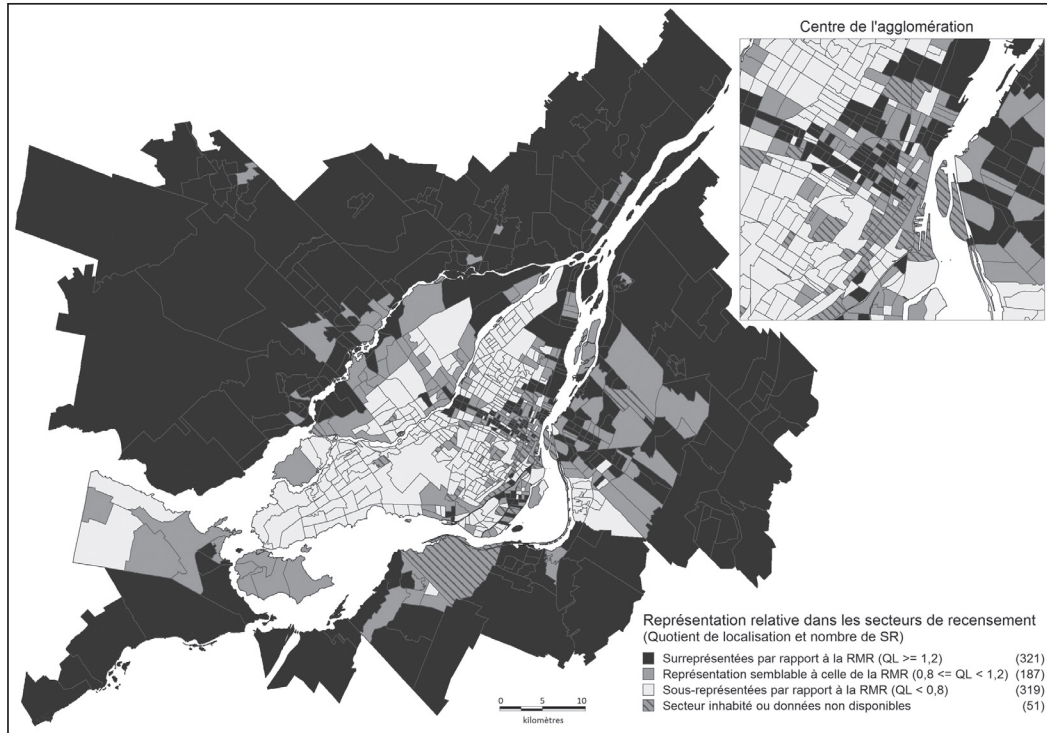 Centre de l'agglomération
Représentation relative dans les secteurs de recensement
(Quotient de localisation et nombre de SR)
Surreprésentées par rapport à la RMR (QL >= 1,2) (321)
Représentation semblable à celle de la RMR (0,8 <= QL < 1,2) (187)
Sous-représentées par rapport à la RMR (QL < 0,8) (319)
Secteur inhabité ou données non disponibles (51)
0 5 10
kilomètres